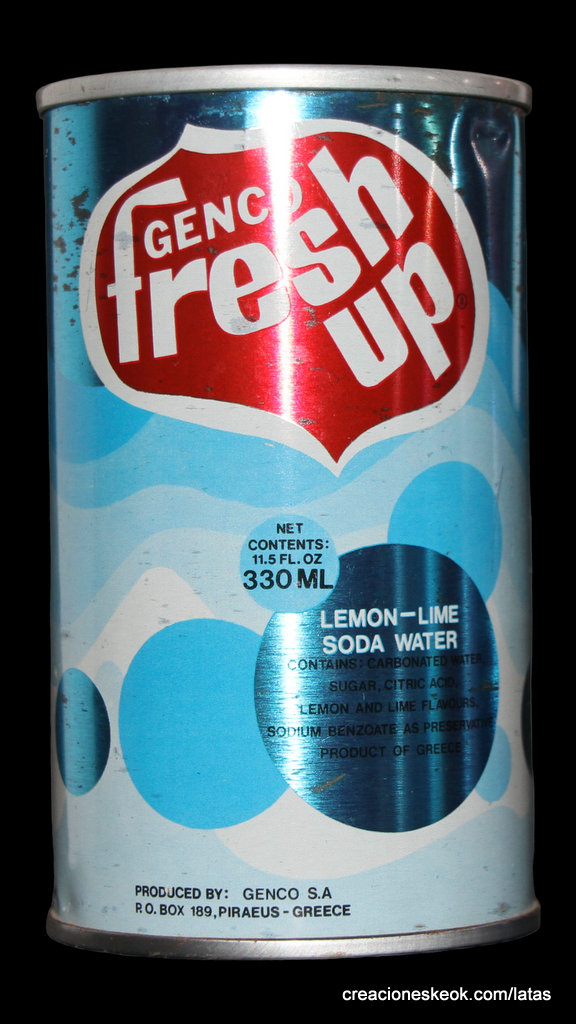 GENCO
fresh
up
®
NET
CONTENTS:
11.5 FL. OZ
330 ML
LEMON-LIME
SODA WATER
CONTAINS: CARBONATED WATER,
SUGAR, CITRIC ACID,
LEMON AND LIME FLAVOURS,
SODIUM BENZOATE AS PRESERVATIVE
PRODUCT OF GREECE
PRODUCED BY: GENCO S.A
P.O. BOX 189, PIRAEUS - GREECE
creacioneskeok.com/latas